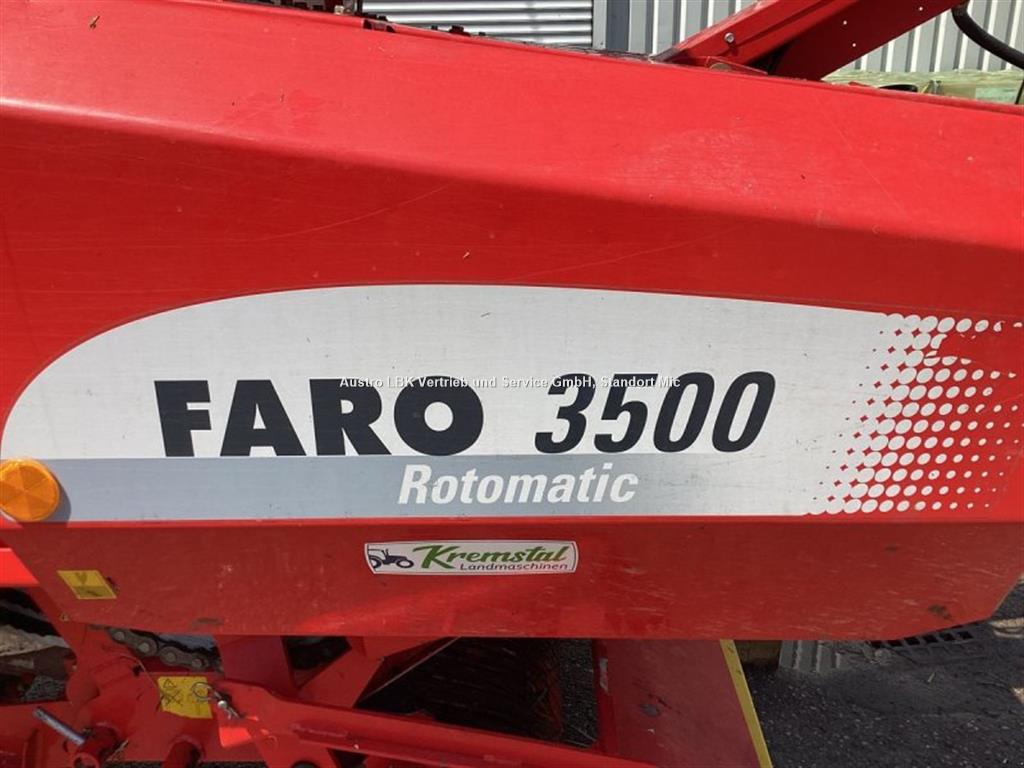 Austro LBK Vertrieb und Service GmbH, Standort Mic
FARO 3500
Rotomatic
Kremstal
Landmaschinen